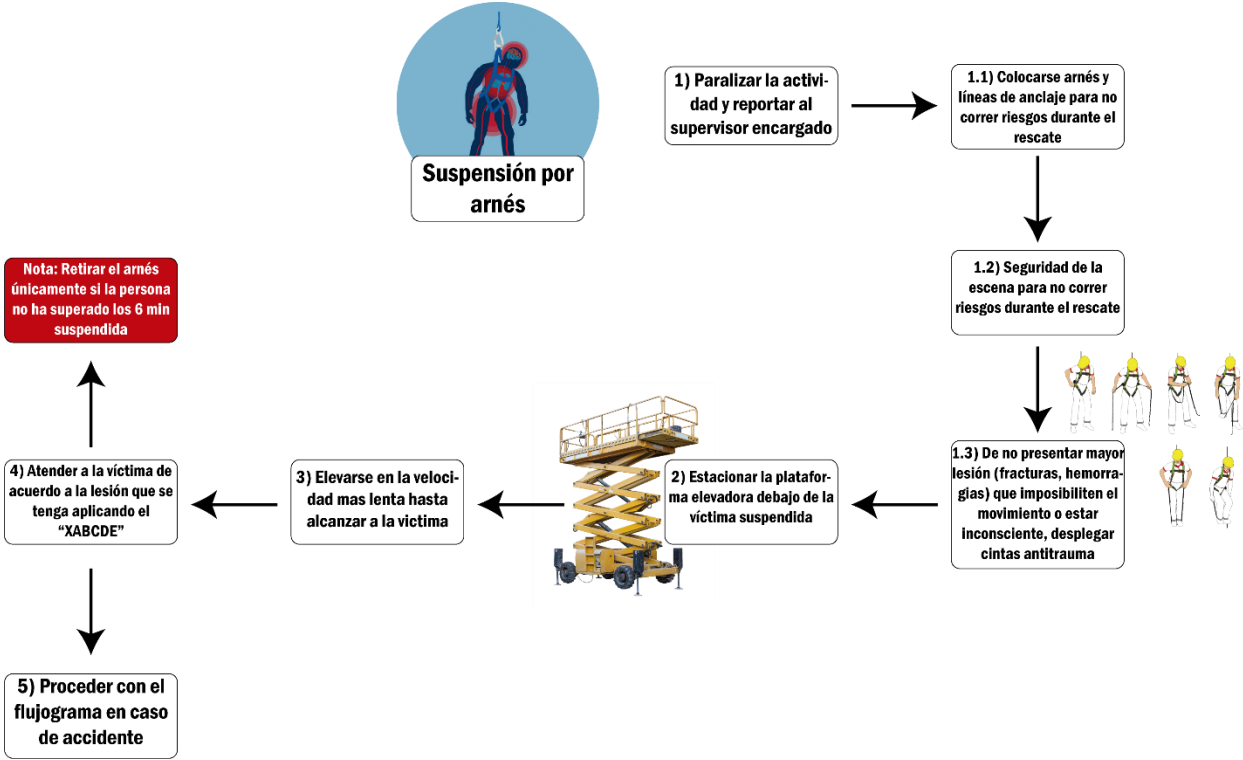 Suspensión por
arnés
1) Paralizar la activi-
dad y reportar al
supervisor encargado
1.1) Colocarse arnés y
líneas de anclaje para no
correr riesgos durante el
rescate
1.2) Seguridad de la
escena para no correr
riesgos durante el rescate
1.3) De no presentar mayor
lesión (fracturas, hemorra-
gias) que imposibiliten el
movimiento o estar
inconsciente, desplegar
cintas antitrauma
2) Estacionar la platafor-
ma elevadora debajo de la
víctima suspendida
3) Elevarse en la veloci-
dad mas lenta hasta
alcanzar a la victima
4) Atender a la víctima de
acuerdo a la lesión que se
tenga aplicando el
“XABCDE”
Nota: Retirar el arnés
únicamente si la persona
no ha superado los 6 min
suspendida
5) Proceder con el
flujograma en caso
de accidente